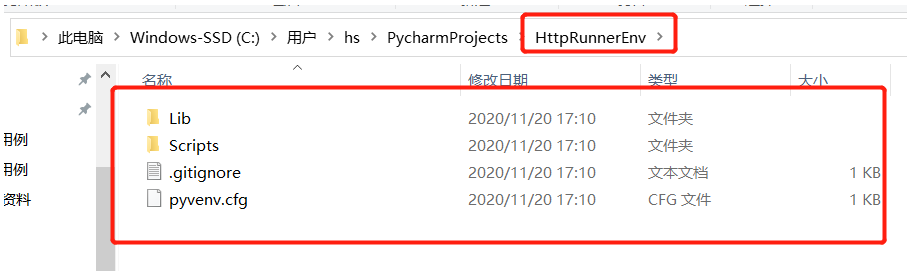 此电脑 > Windows-SSD (C:) > 用户 > hs > PycharmProjects > HttpRunnerEnv >
名称 修改日期 类型 大小
Lib 2020/11/20 17:10 文件夹
用例 Scripts 2020/11/20 17:10 文件夹
用例 .gitignore 2020/11/20 17:10 文本文档 1 KB
资料 pyvenv.cfg 2020/11/20 17:10 CFG 文件 1 KB